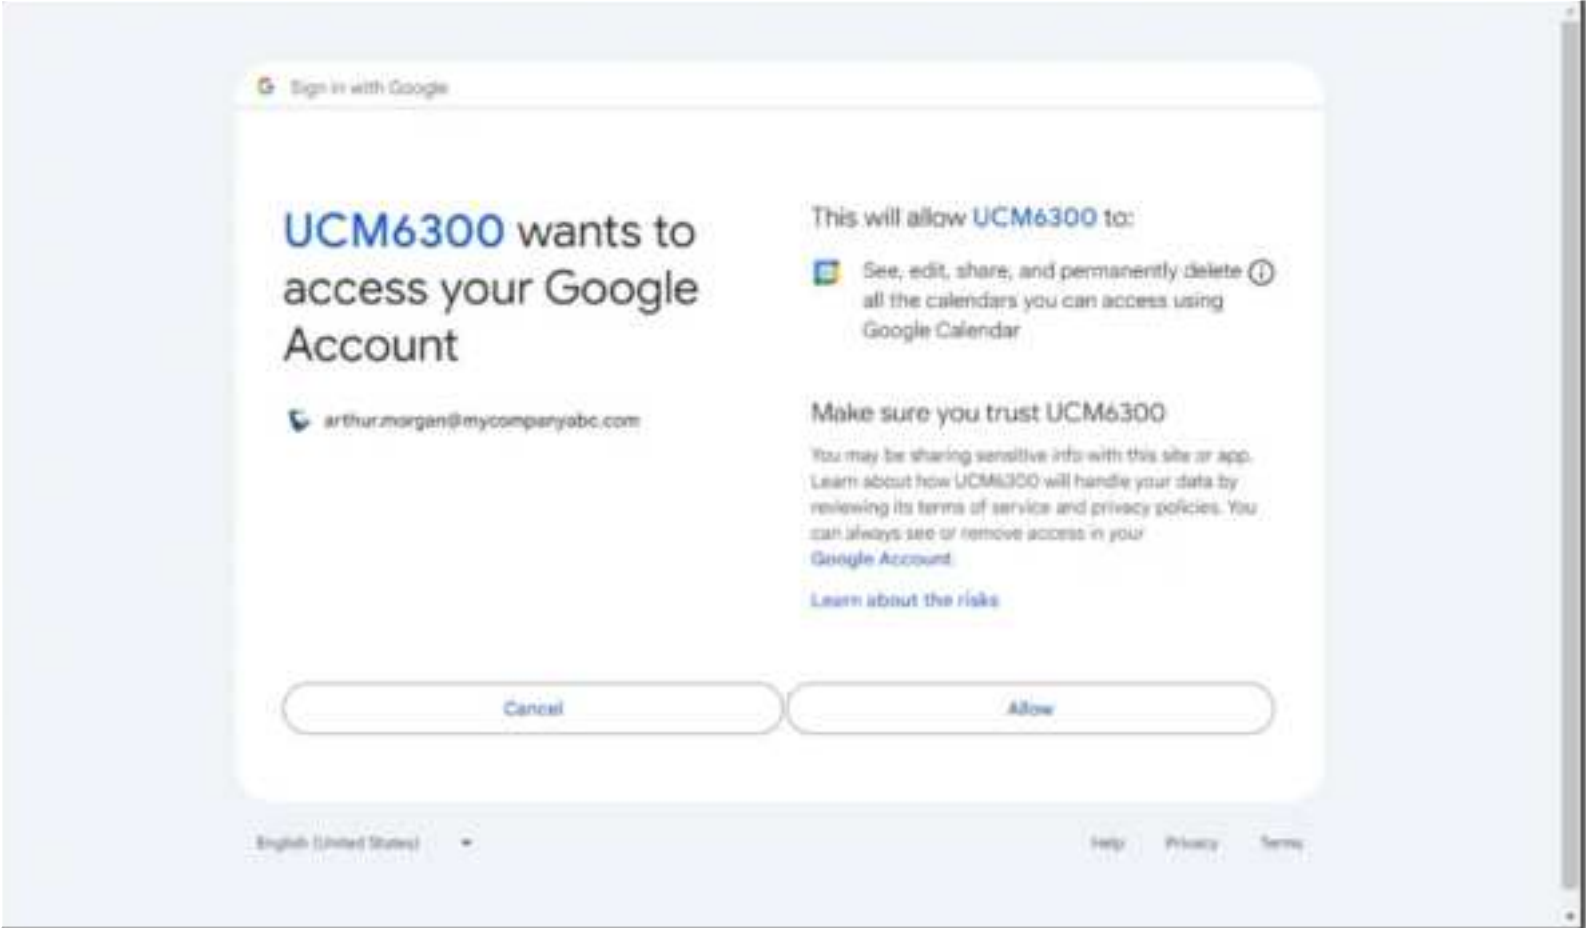 Sign in with Google
UCM6300 wants to
access your Google
Account
arthur.morgan@mycompanyabc.com
This will allow UCM6300 to:
See, edit, share, and permanently delete
all the calendars you can access using
Google Calendar
Make sure you trust UCM6300
You may be sharing sensitive info with this site or app.
Learn about how UCM6300 will handle your data by
reviewing its terms of service and privacy policies. You
can always see or remove access in your
Google Account.
Learn about the risks
Cancel
Allow
English (United States)
Help Privacy Terms